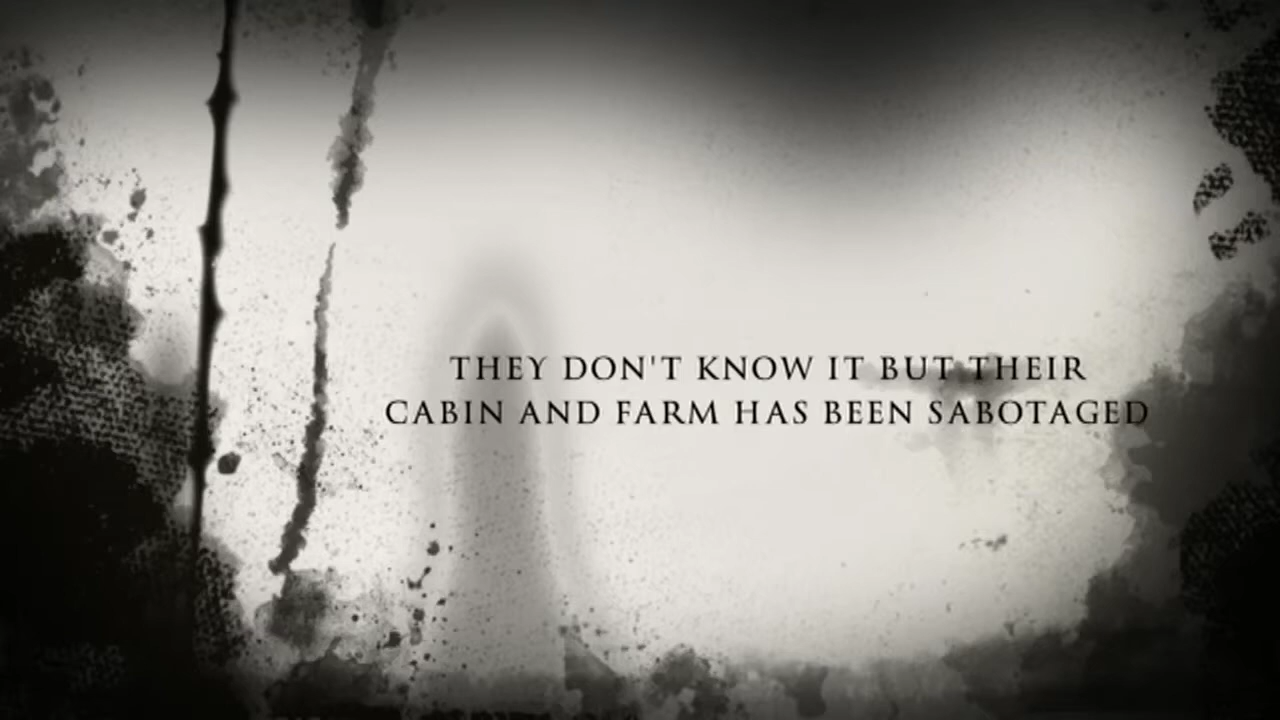 THEY DON'T KNOW IT BUT THEIR
CABIN AND FARM HAS BEEN SABOTAGED